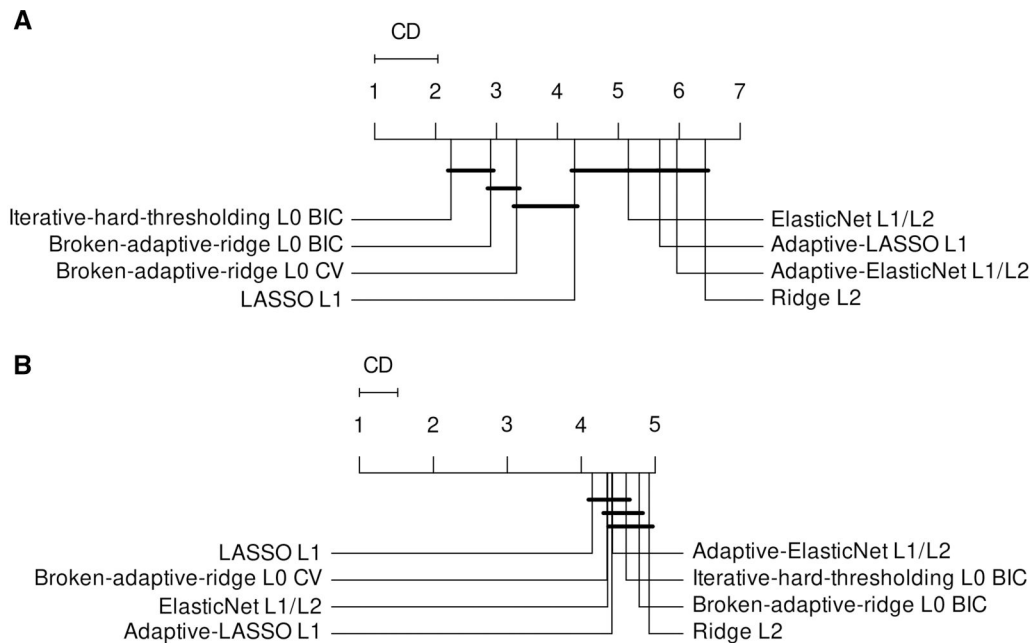 A
CD
1 2 3 4 5 6 7
Iterative-hard-thresholding L0 BIC
Broken-adaptive-ridge L0 BIC
Broken-adaptive-ridge L0 CV
LASSO L1
ElasticNet L1/L2
Adaptive-LASSO L1
Adaptive-ElasticNet L1/L2
Ridge L2
B
CD
1 2 3 4 5
LASSO L1
Broken-adaptive-ridge L0 CV
ElasticNet L1/L2
Adaptive-LASSO L1
Adaptive-ElasticNet L1/L2
Iterative-hard-thresholding L0 BIC
Broken-adaptive-ridge L0 BIC
Ridge L2